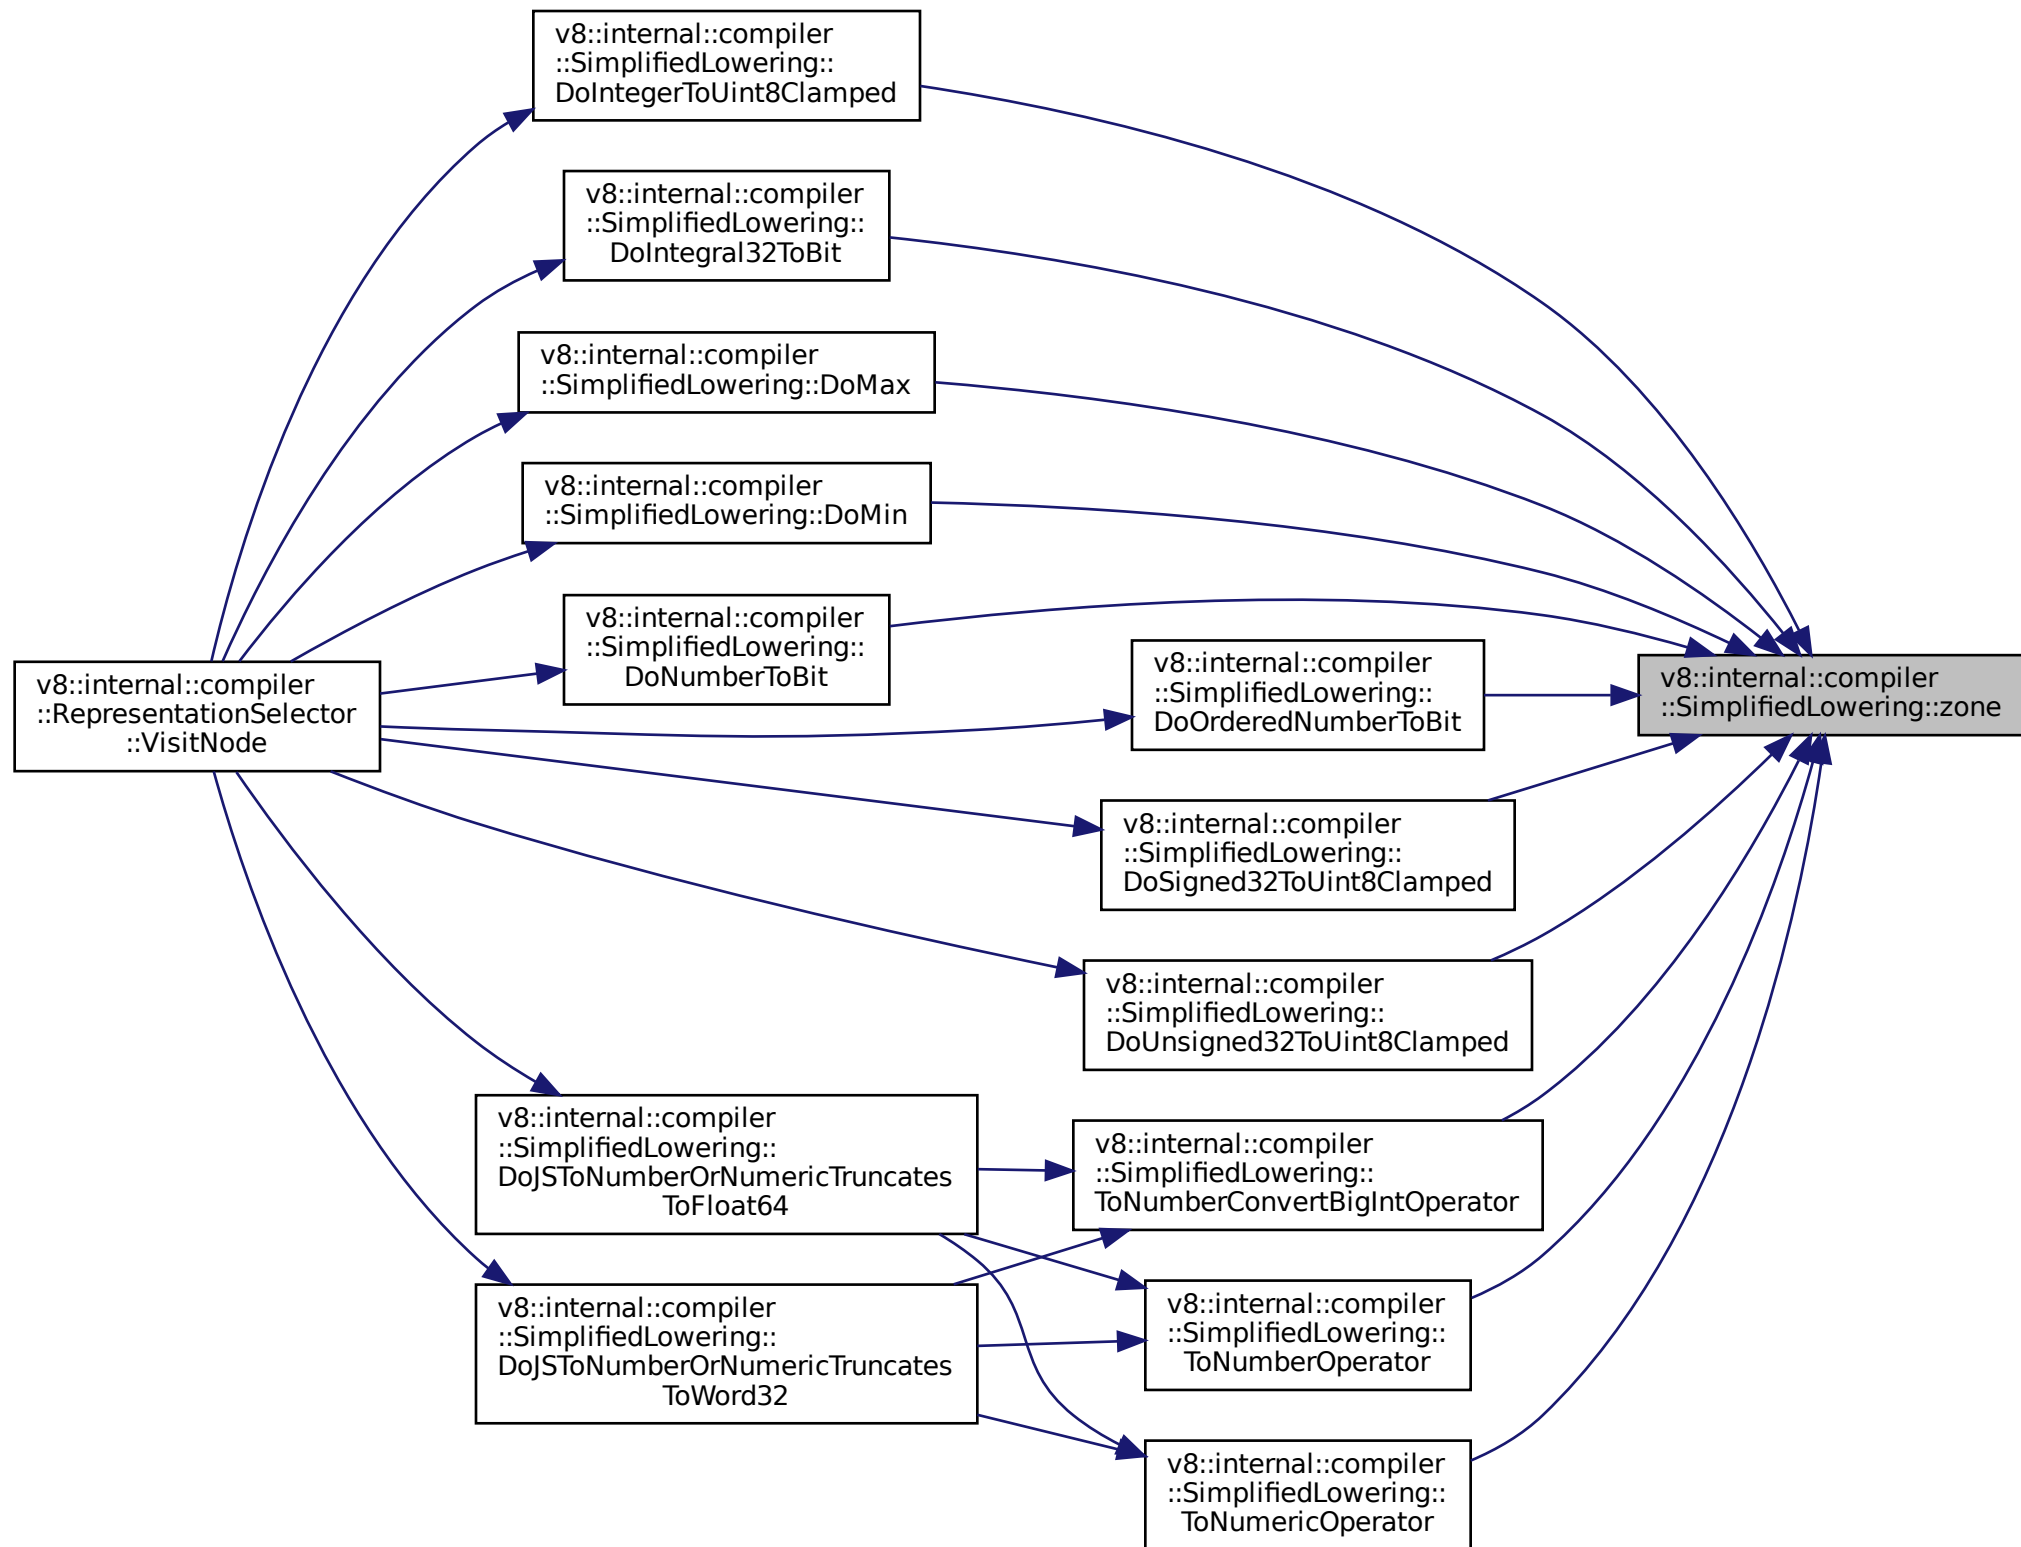 v8::internal::compiler
::SimplifiedLowering::
DoIntegerToUint8Clamped
v8::internal::compiler
::SimplifiedLowering::
DoIntegral32ToBit
v8::internal::compiler
::SimplifiedLowering::DoMax
v8::internal::compiler
::SimplifiedLowering::DoMin
v8::internal::compiler
::SimplifiedLowering::
DoNumberToBit
v8::internal::compiler
::RepresentationSelector
::VisitNode
v8::internal::compiler
::SimplifiedLowering::
DoOrderedNumberToBit
v8::internal::compiler
::SimplifiedLowering::zone
v8::internal::compiler
::SimplifiedLowering::
DoSigned32ToUint8Clamped
v8::internal::compiler
::SimplifiedLowering::
DoUnsigned32ToUint8Clamped
v8::internal::compiler
::SimplifiedLowering::
DoJSToNumberOrNumericTruncates
ToFloat64
v8::internal::compiler
::SimplifiedLowering::
ToNumberConvertBigIntOperator
v8::internal::compiler
::SimplifiedLowering::
DoJSToNumberOrNumericTruncates
ToWord32
v8::internal::compiler
::SimplifiedLowering::
ToNumberOperator
v8::internal::compiler
::SimplifiedLowering::
ToNumericOperator